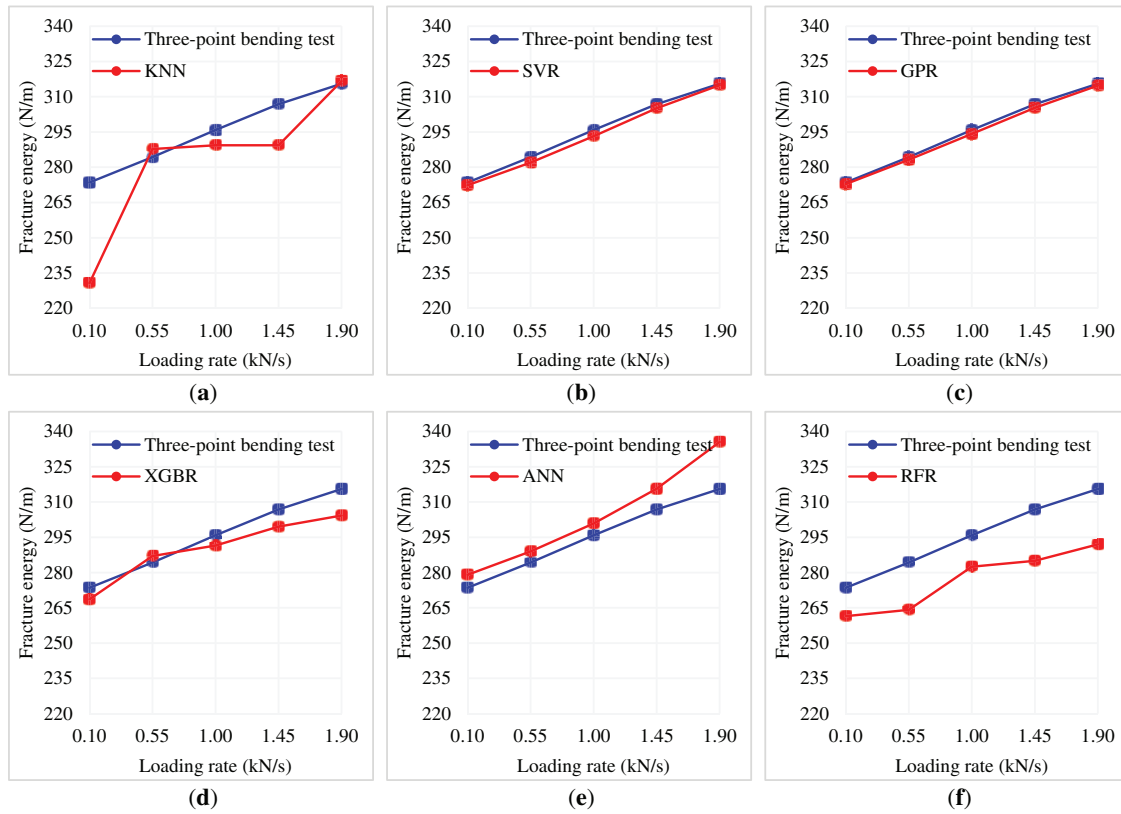 Three-point bending test
KNN
Fracture energy (N/m)
340
325
310
295
280
265
250
235
220
0.10 0.55 1.00 1.45 1.90
Loading rate (kN/s)
(a)
Three-point bending test
SVR
Fracture energy (N/m)
340
325
310
295
280
265
250
235
220
0.10 0.55 1.00 1.45 1.90
Loading rate (kN/s)
(b)
Three-point bending test
GPR
Fracture energy (N/m)
340
325
310
295
280
265
250
235
220
0.10 0.55 1.00 1.45 1.90
Loading rate (kN/s)
(c)
Three-point bending test
XGBR
Fracture energy (N/m)
340
325
310
295
280
265
250
235
220
0.10 0.55 1.00 1.45 1.90
Loading rate (kN/s)
(d)
Three-point bending test
ANN
Fracture energy (N/m)
340
325
310
295
280
265
250
235
220
0.10 0.55 1.00 1.45 1.90
Loading rate (kN/s)
(e)
Three-point bending test
RFR
Fracture energy (N/m)
340
325
310
295
280
265
250
235
220
0.10 0.55 1.00 1.45 1.90
Loading rate (kN/s)
(f)